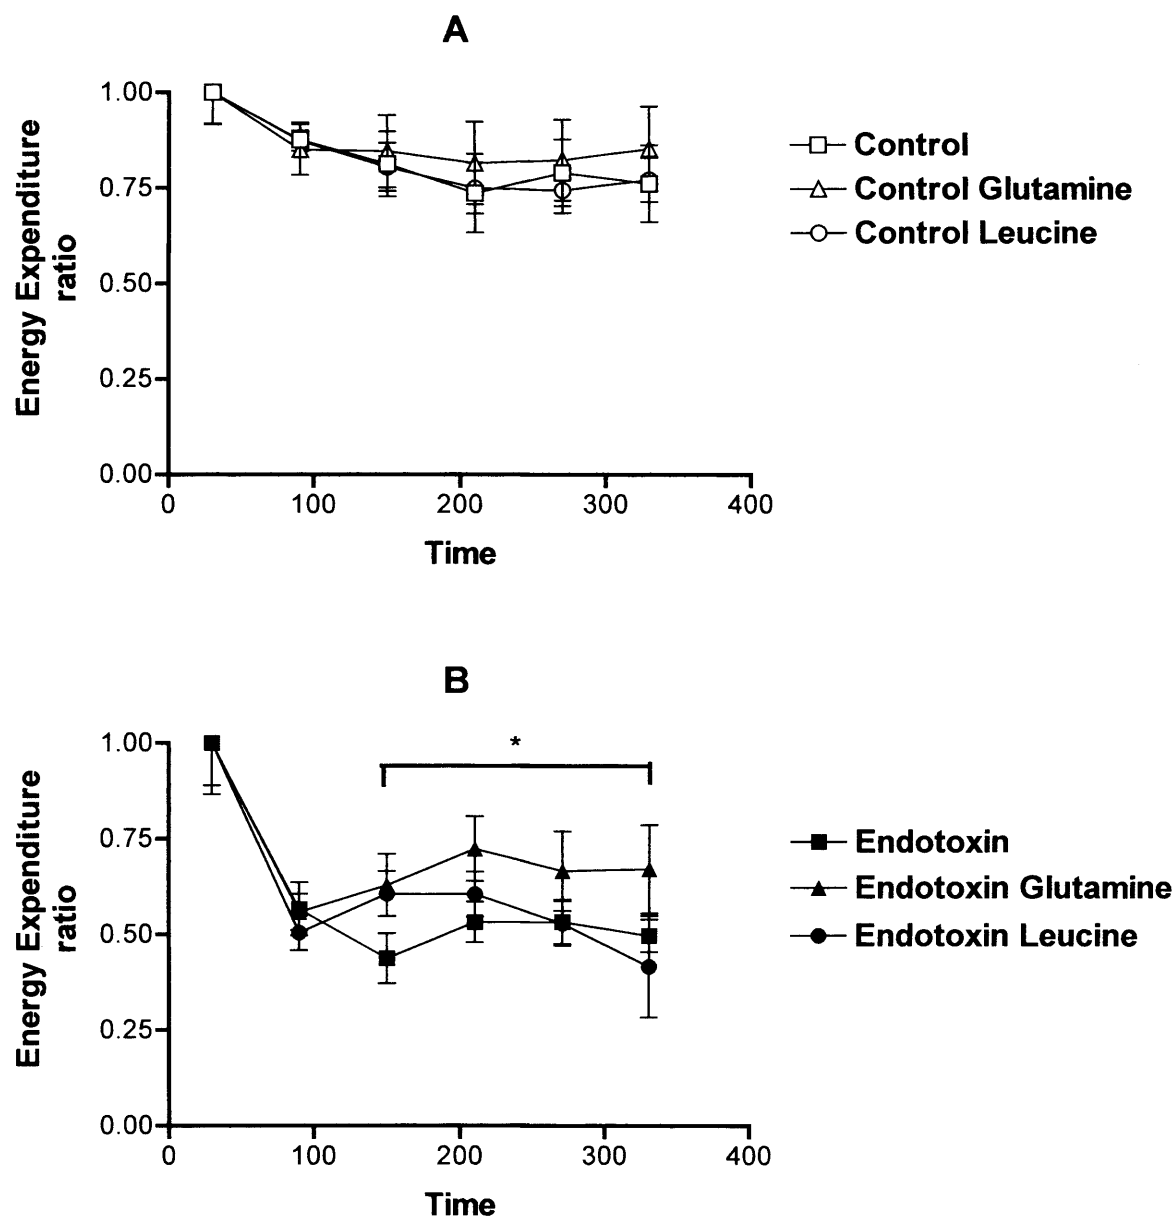 A
Energy Expenditure
ratio
1.00
0.75
0.50
0.25
0.00
0 100 200 300 400
Time
Control
Control Glutamine
Control Leucine
B
Energy Expenditure
ratio
1.00
0.75
0.50
0.25
0.00
*
0 100 200 300 400
Time
Endotoxin
Endotoxin Glutamine
Endotoxin Leucine